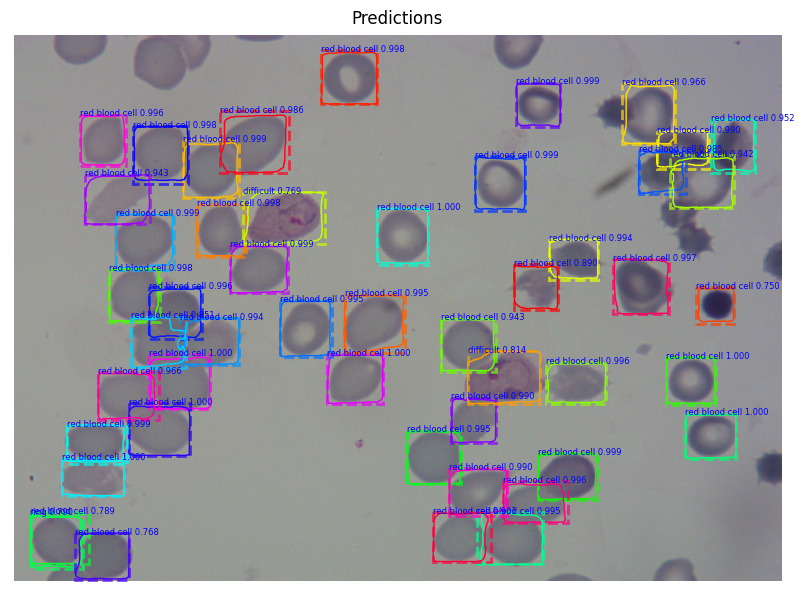 Predictions
red blood cell 0.998
red blood cell 0.999
red blood cell 0.966
red blood cell 0.996
red blood cell 0.986
red blood cell 0.952
red blood cell 0.998
red blood cell 0.990
red blood cell 0.999
red blood cell 0.985
red blood cell 0.999
red blood cell 0.942
red blood cell 0.943
difficult 0.769
red blood cell 0.998
red blood cell 1.000
red blood cell 0.999
red blood cell 0.994
red blood cell 0.999
red blood cell 0.997
red blood cell 0.890
red blood cell 0.998
red blood cell 0.996
red blood cell 0.750
red blood cell 0.995
red blood cell 0.995
red blood cell 0.994
red blood cell 0.943
difficult 0.814
red blood cell 1.000
red blood cell 1.000
red blood cell 0.996
red blood cell 1.000
red blood cell 0.966
red blood cell 0.990
red blood cell 1.000
red blood cell 1.000
red blood cell 0.999
red blood cell 0.995
red blood cell 0.999
red blood cell 1.000
red blood cell 0.990
red blood cell 0.996
red blood cell 0.789
red blood cell 0.995
red blood cell 0.768